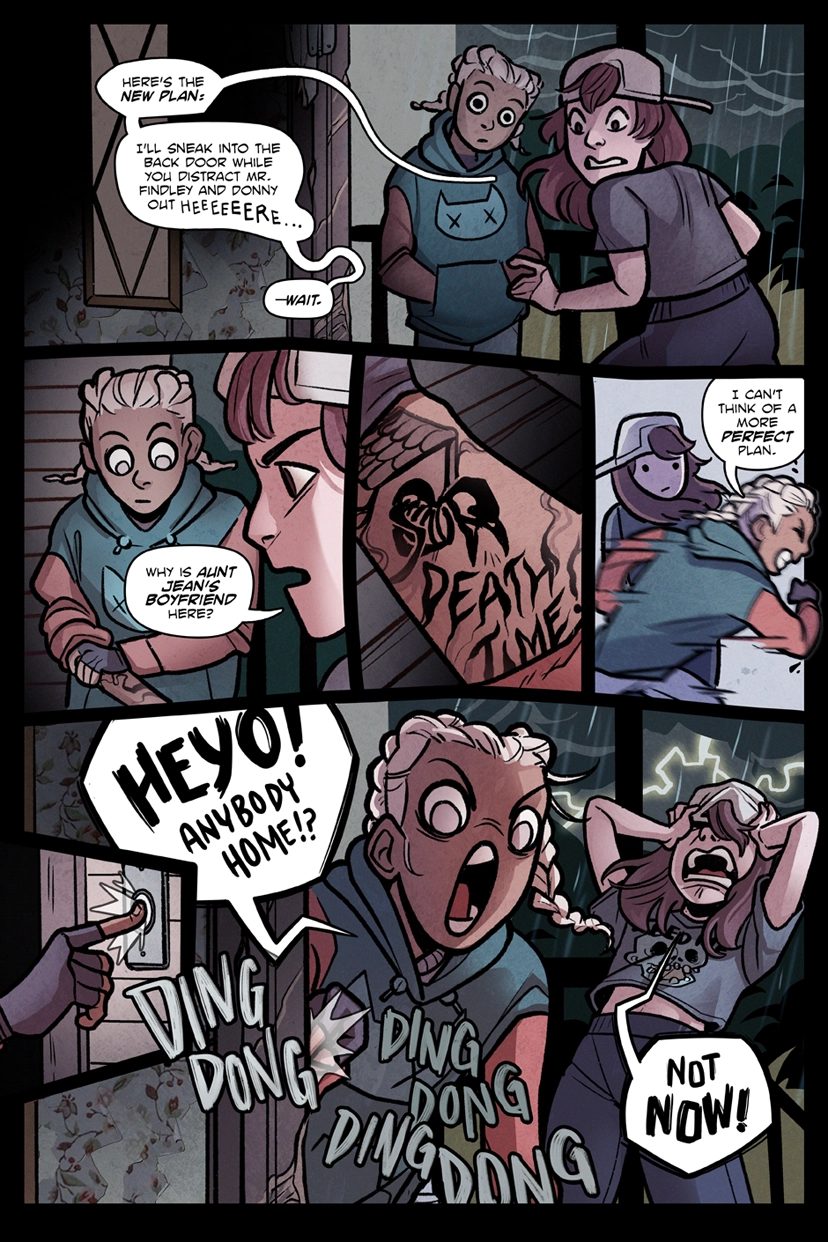 HERE'S THE
NEW PLAN:
I'LL SNEAK INTO THE
BACK DOOR WHILE
YOU DISTRACT MR.
FINDLEY AND DONNY
OUT HEEEEEERE...
—WAIT.
WHY IS AUNT
JEAN'S
BOYFRIEND
HERE?
DEATH!
TIME!
I CAN'T
THINK OF A
MORE
PERFECT
PLAN.
HEYO!
ANYBODY
HOME!?
DING
DONG
DING
DONG
DING
DONG
NOT
NOW!